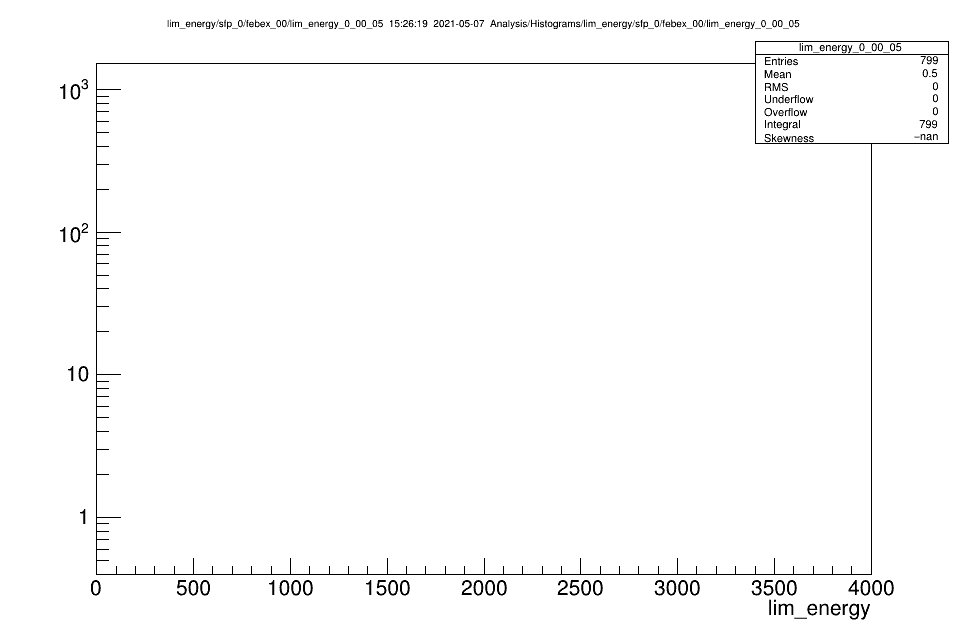 lim_energy/sfp_0/febex_00/lim_energy_0_00_05 15:26:19 2021-05-07 Analysis/Histograms/lim_energy/sfp_0/febex_00/lim_energy_0_00_05
lim_energy_0_00_05
Entries 799
Mean 0.5
RMS 0
Underflow 0
Overflow 0
Integral 799
Skewness −nan
10³
10²
10
1
0 500 1000 1500 2000 2500 3000 3500 4000
lim_energy